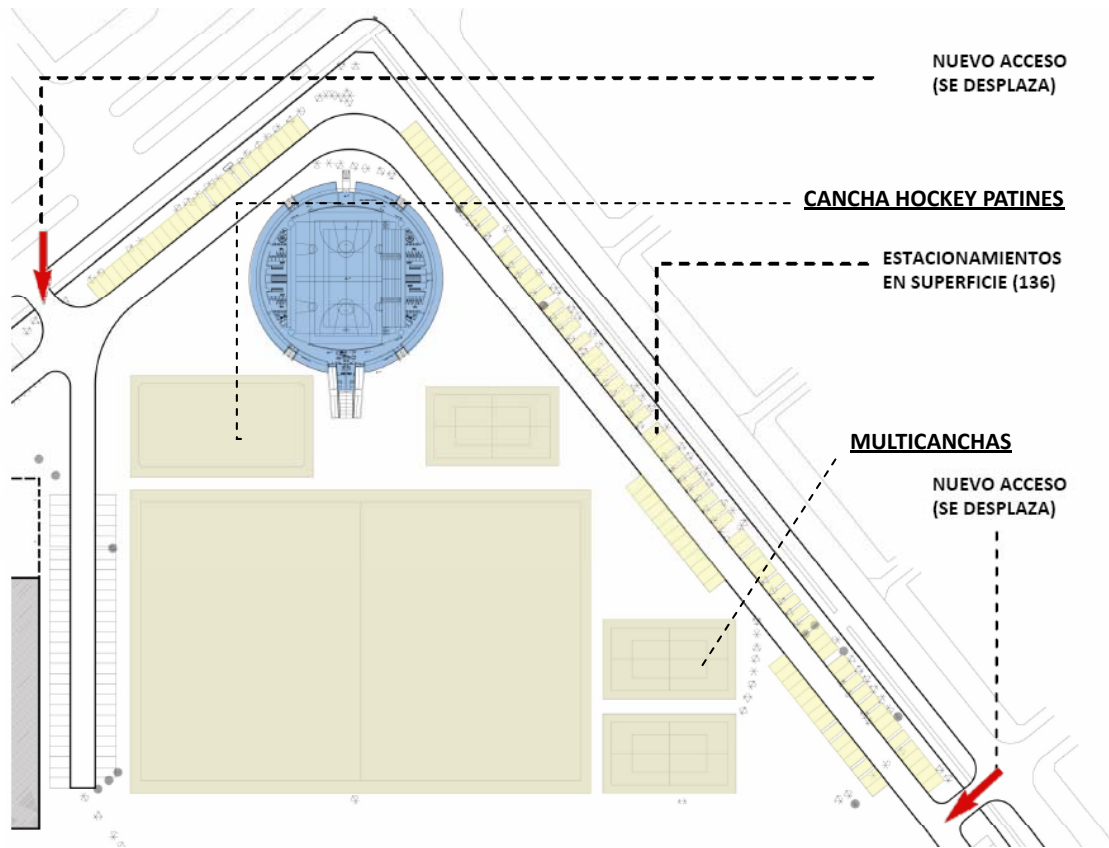 NUEVO ACCESO
(SE DESPLAZA)
CANCHA HOCKEY PATINES
ESTACIONAMIENTOS
EN SUPERFICIE (136)
MULTICANCHAS
NUEVO ACCESO
(SE DESPLAZA)